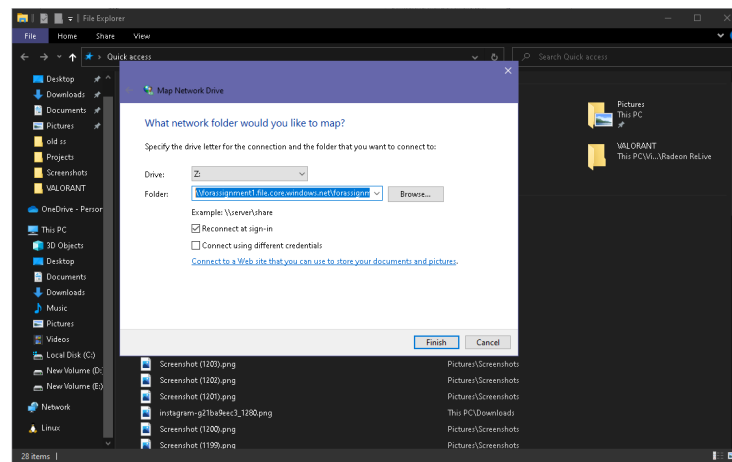 File Explorer
File Home Share View
Quick access
Search Quick access
Desktop
Downloads
Documents
Pictures
old ss
Projects
Screenshots
VALORANT
OneDrive - Person
This PC
3D Objects
Desktop
Documents
Downloads
Music
Pictures
Videos
Local Disk (C:)
New Volume (D:)
New Volume (E:)
Network
Linux
28 items
Map Network Drive
What network folder would you like to map?
Specify the drive letter for the connection and the folder that you want to connect to:
Drive: Z:
Folder: \\forassignment1.file.core.windows.net\forassignm Browse...
Example: \\server\share
Reconnect at sign-in
Connect using different credentials
Connect to a Web site that you can use to store your documents and pictures.
Finish Cancel
Pictures
This PC
VALORANT
This PC\Vi...\Radeon ReLive
Screenshot (1203).png Pictures\Screenshots
Screenshot (1202).png Pictures\Screenshots
Screenshot (1201).png Pictures\Screenshots
instagram-g21ba9eec3_1280.png This PC\Downloads
Screenshot (1200).png Pictures\Screenshots
Screenshot (1199).png Pictures\Screenshots